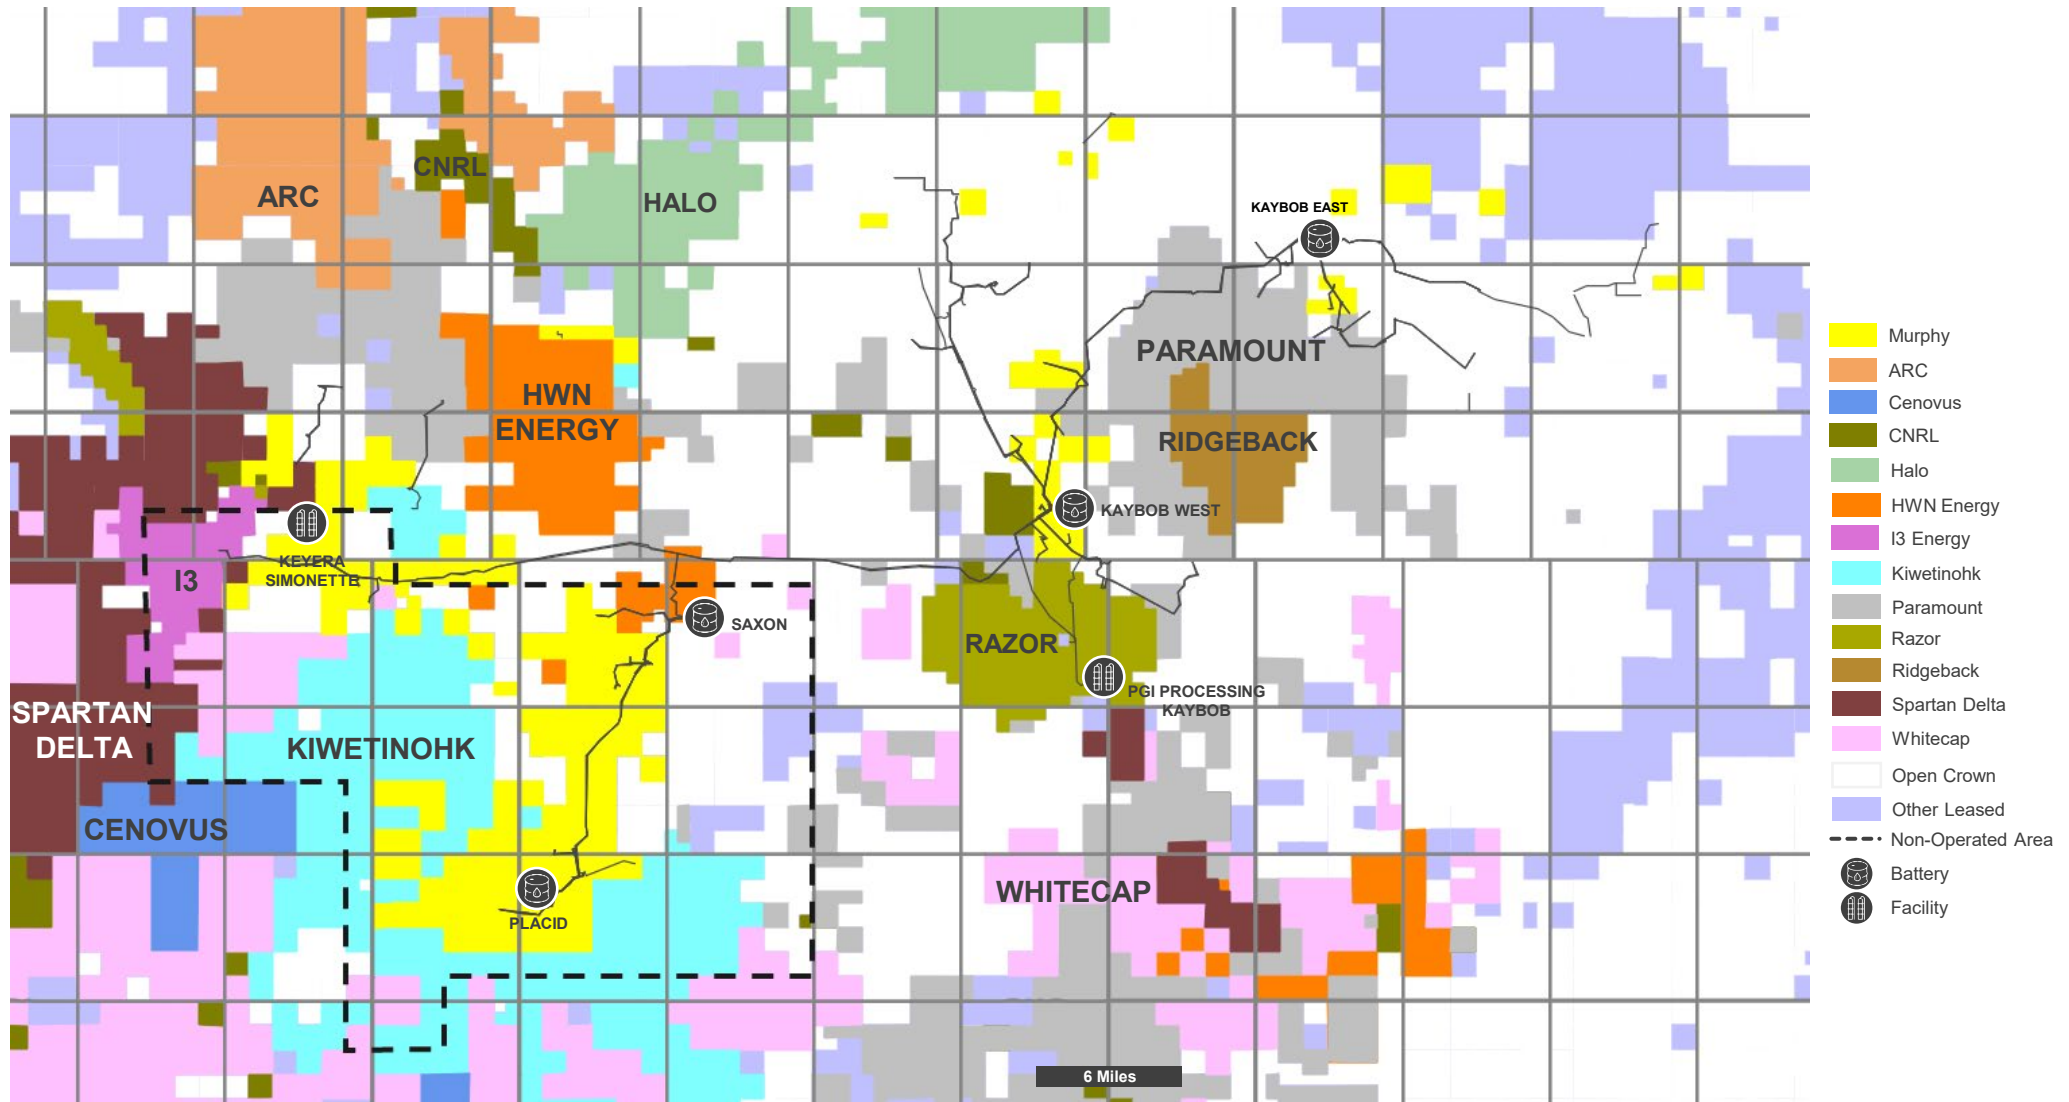 CNRL
ARC
HALO
KAYBOB EAST
PARAMOUNT
HWN
ENERGY
RIDGEBACK
KAYBOB WEST
KEYERA
SIMONETTE
I3
SAXON
RAZOR
PGI PROCESSING
KAYBOB
SPARTAN
DELTA
KIWETINOHK
CENOVUS
WHITECAP
PLACID
6 Miles
Murphy
ARC
Cenovus
CNRL
Halo
HWN Energy
I3 Energy
Kiwetinohk
Paramount
Razor
Ridgeback
Spartan Delta
Whitecap
Open Crown
Other Leased
Non-Operated Area
Battery
Facility